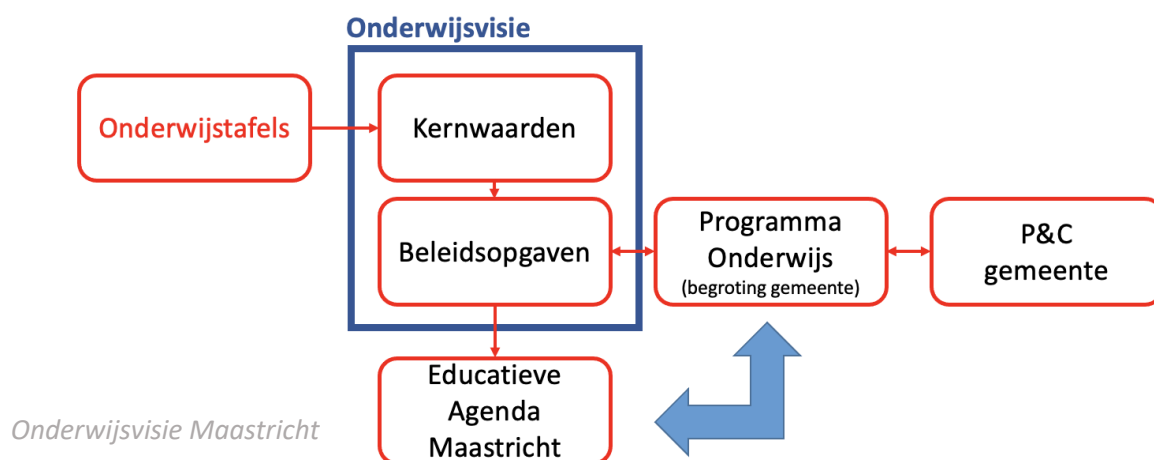 Onderwijsvisie
Onderwijstafels
Kernwaarden
Beleidsopgaven
Programma
Onderwijs
(begroting gemeente)
P&C
gemeente
Educatieve
Agenda
Maastricht
Onderwijsvisie Maastricht